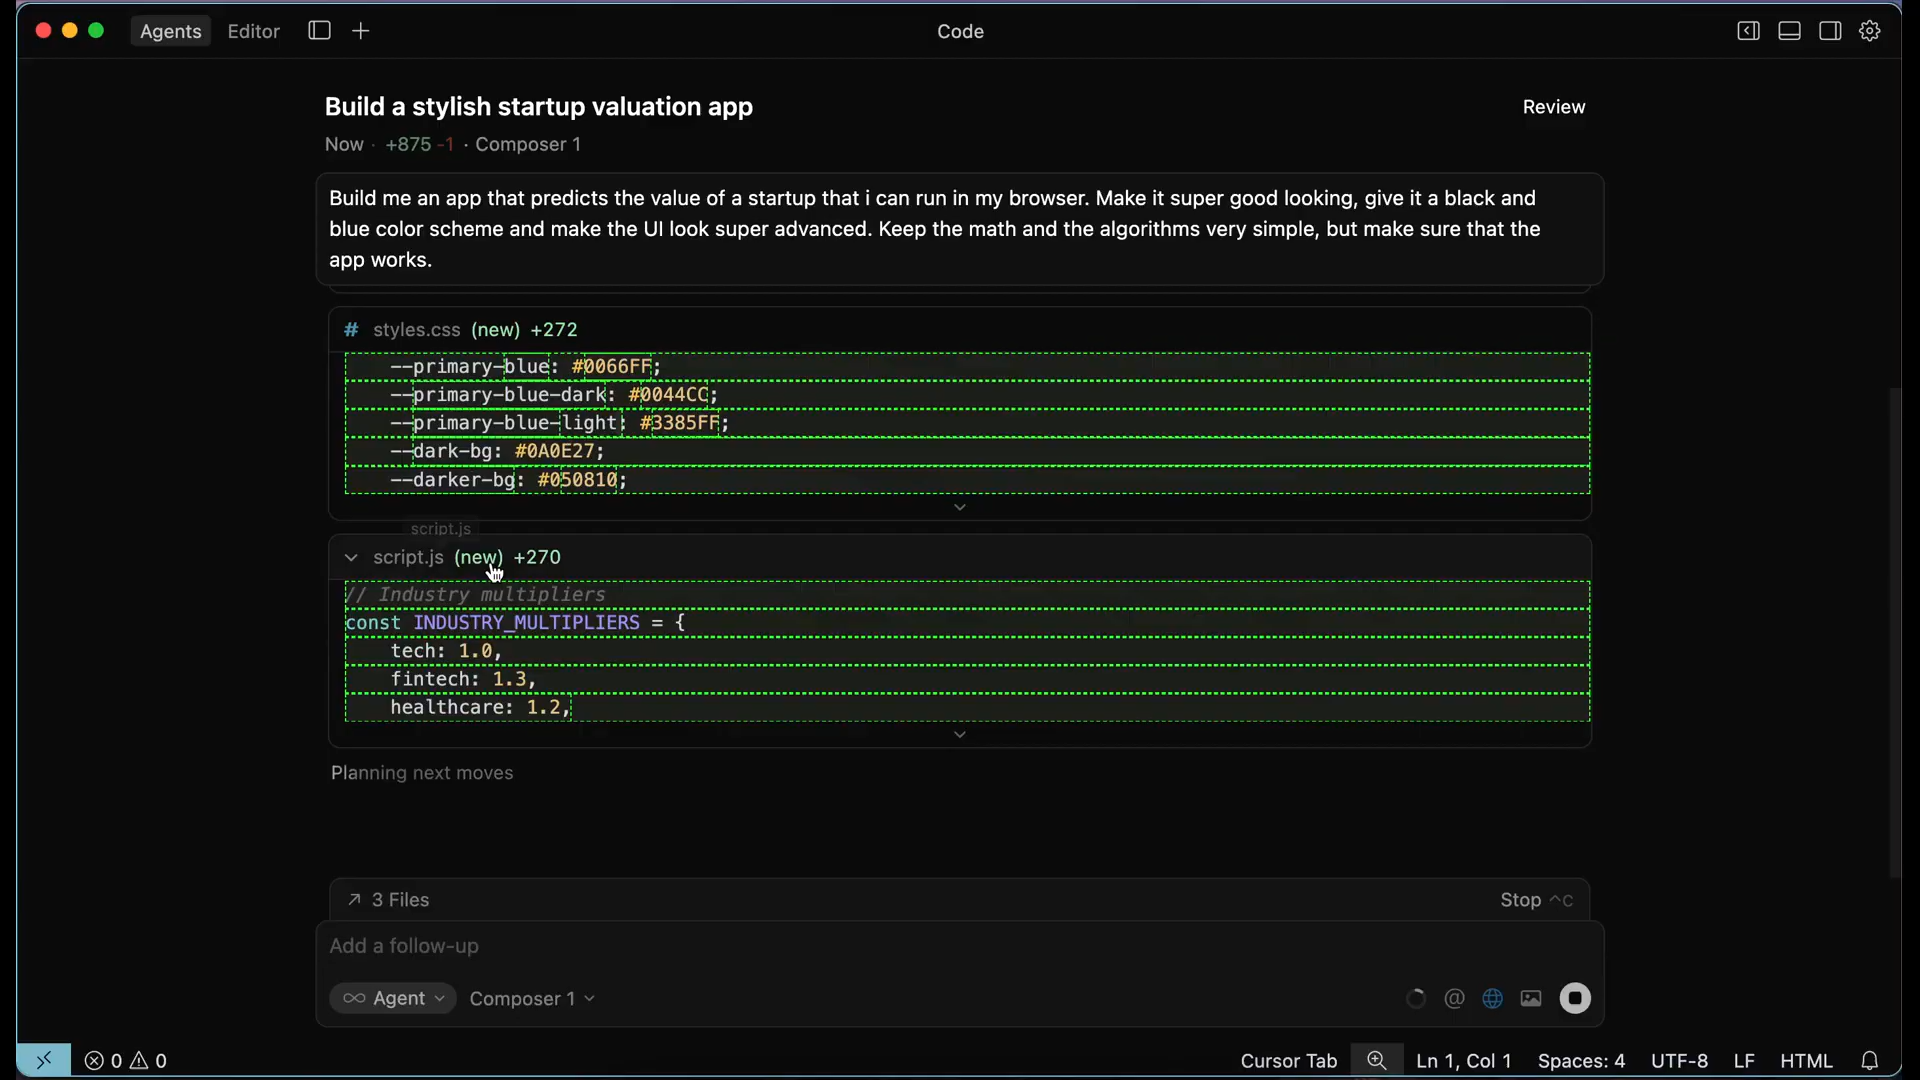 Agents Editor Code
Build a stylish startup valuation app Review
Now · +875 -1 · Composer 1
Build me an app that predicts the value of a startup that i can run in my browser. Make it super good looking, give it a black and
blue color scheme and make the UI look super advanced. Keep the math and the algorithms very simple, but make sure that the
app works.
# styles.css (new) +272
--primary-blue: #0066FF;
--primary-blue-dark: #0044CC;
--primary-blue-light: #3385FF;
--dark-bg: #0A0E27;
--darker-bg: #050810;
script.js
script.js (new) +270
// Industry multipliers
const INDUSTRY_MULTIPLIERS = {
tech: 1.0,
fintech: 1.3,
healthcare: 1.2,
Planning next moves
3 Files Stop ^C
Add a follow-up
Agent Composer 1 @
0 0 Cursor Tab Ln 1, Col 1 Spaces: 4 UTF-8 LF HTML